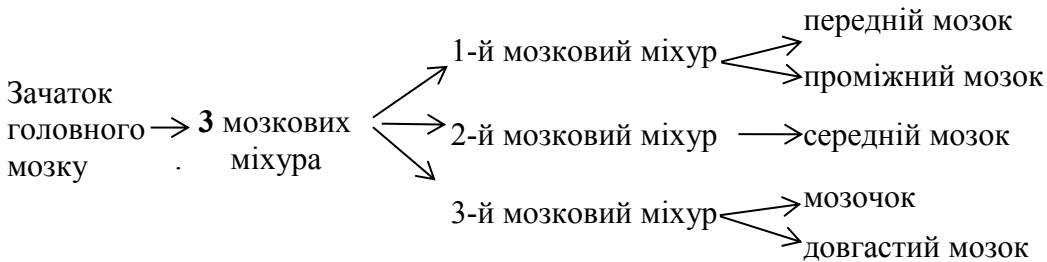 Зачаток
головного
мозку
3 мозкових
. міхура
1-й мозковий міхур
передній мозок
проміжний мозок
2-й мозковий міхур
середній мозок
3-й мозковий міхур
мозочок
довгастий мозок